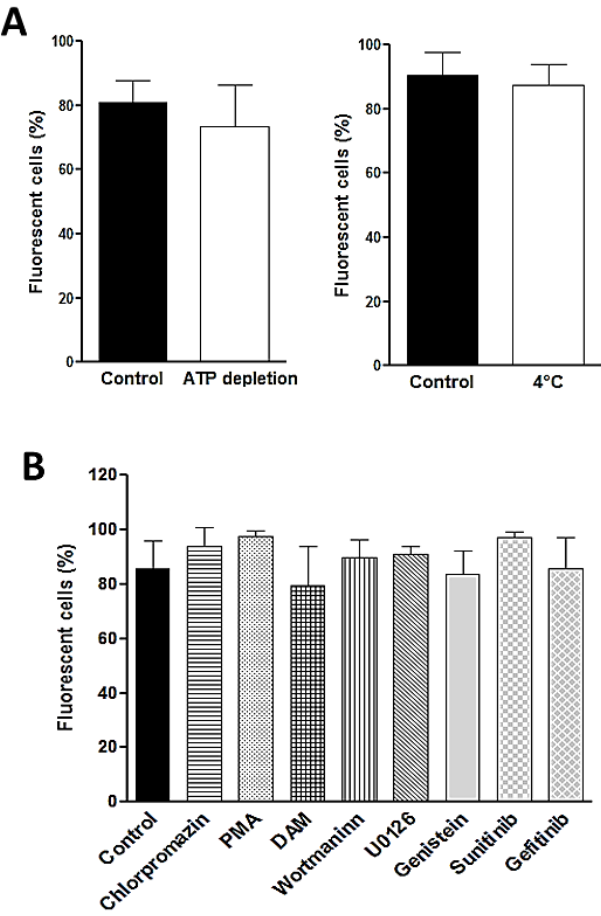 A
Fluorescent cells (%)
100
80
60
40
20
0
Control ATP depletion
Fluorescent cells (%)
100
80
60
40
20
0
Control 4°C
B
Fluorescent cells (%)
120
100
80
60
40
20
0
Control
Chlorpromazin
PMA
DAM
Wortmaninn
U0126
Genistein
Sunitinib
Gefitinib